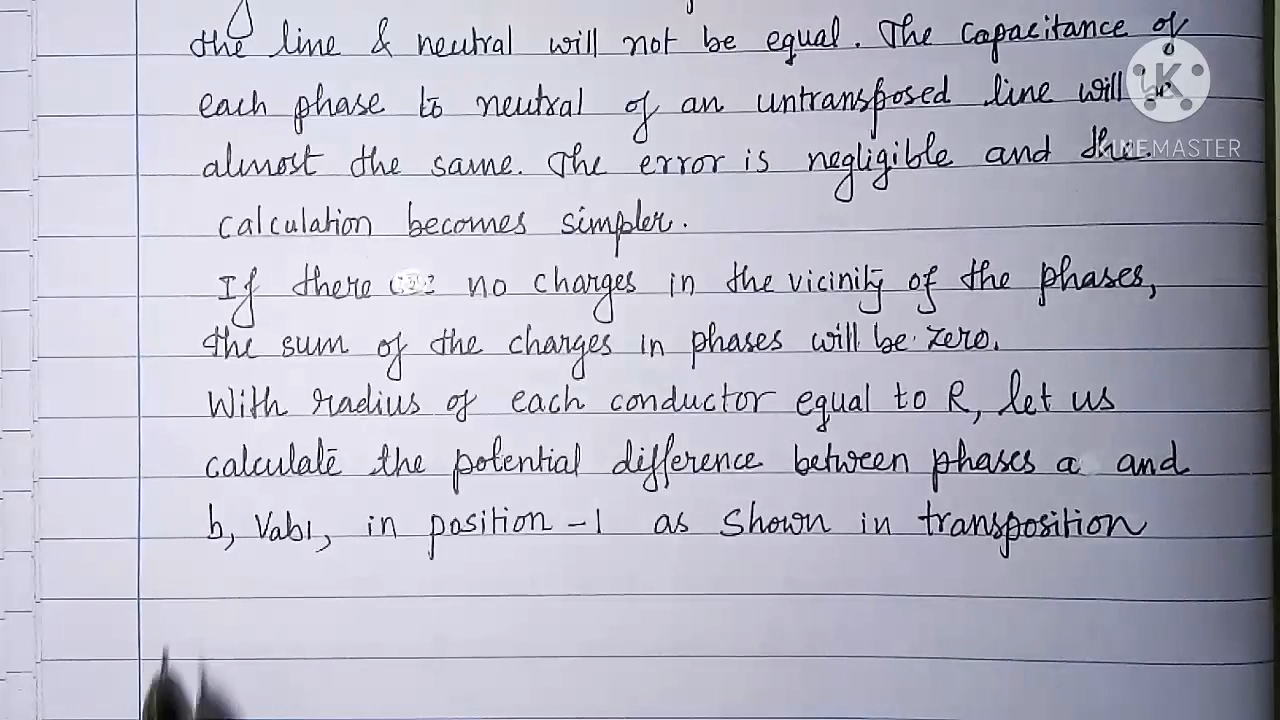 the line & neutral will not be equal. The capacitance of
each phase to neutral of an untransposed line will
almost the same. The error is negligible and the
calculation becomes simpler.
If there no charges in the vicinity of the phases,
the sum of the charges in phases will be zero.
With radius of each conductor equal to R, let us
calculate the potential difference between phases a and
b, Vab1, in position -1 as shown in transposition
K
KINEMASTER